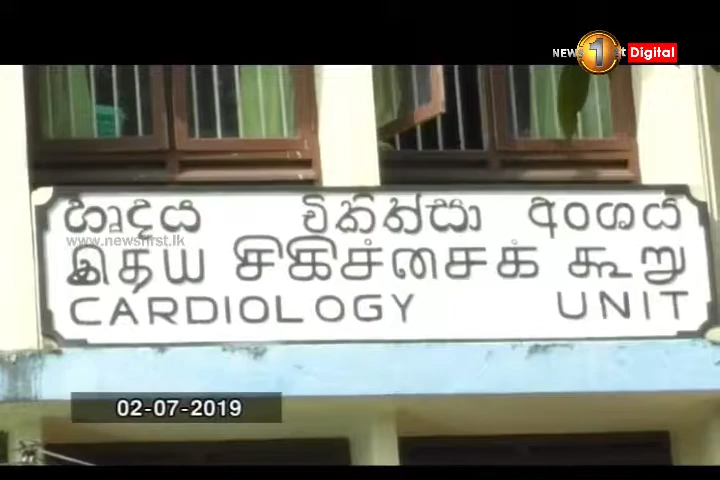 NEWS 1st Digital
හෘදය චිකිත්සා අංශය
www.newsfirst.lk
இதய சிகிச்சைக் கூறு
CARDIOLOGY UNIT
02-07-2019